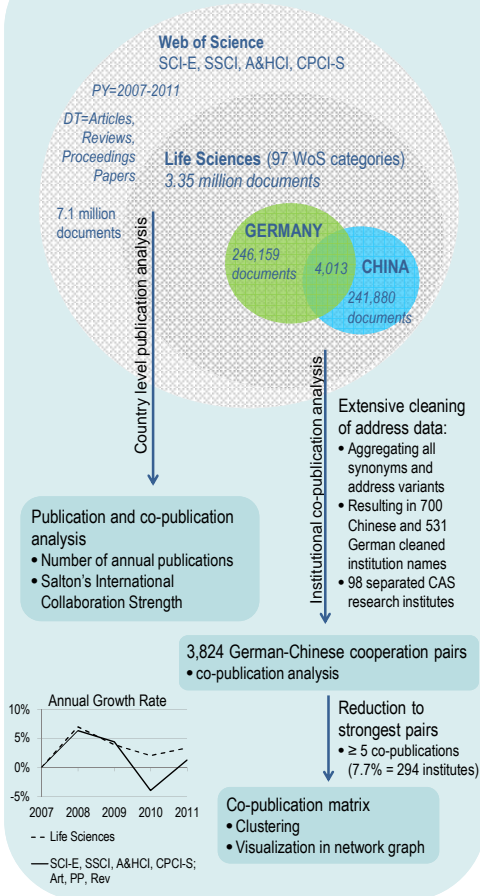 Web of Science
SCI-E, SSCI, A&HCI, CPCI-S
PY=2007-2011
DT=Articles,
Reviews,
Proceedings
Papers
7.1 million
documents
Life Sciences (97 WoS categories)
3.35 million documents
GERMANY
246,159
documents
4,013
CHINA
241,880
documents
Country level publication analysis
Institutional co-publication analysis
Extensive cleaning
of address data:
• Aggregating all
synonyms and
address variants
• Resulting in 700
Chinese and 531
German cleaned
institution names
• 98 separated CAS
research institutes
Publication and co-publication
analysis
• Number of annual publications
• Salton's International
Collaboration Strength
3,824 German-Chinese cooperation pairs
• co-publication analysis
Reduction to
strongest pairs
• ≥ 5 co-publications
(7.7% = 294 institutes)
Co-publication matrix
• Clustering
• Visualization in network graph
Annual Growth Rate
10%
5%
0%
-5%
2007 2008 2009 2010 2011
Life Sciences
SCI-E, SSCI, A&HCI, CPCI-S;
Art, PP, Rev